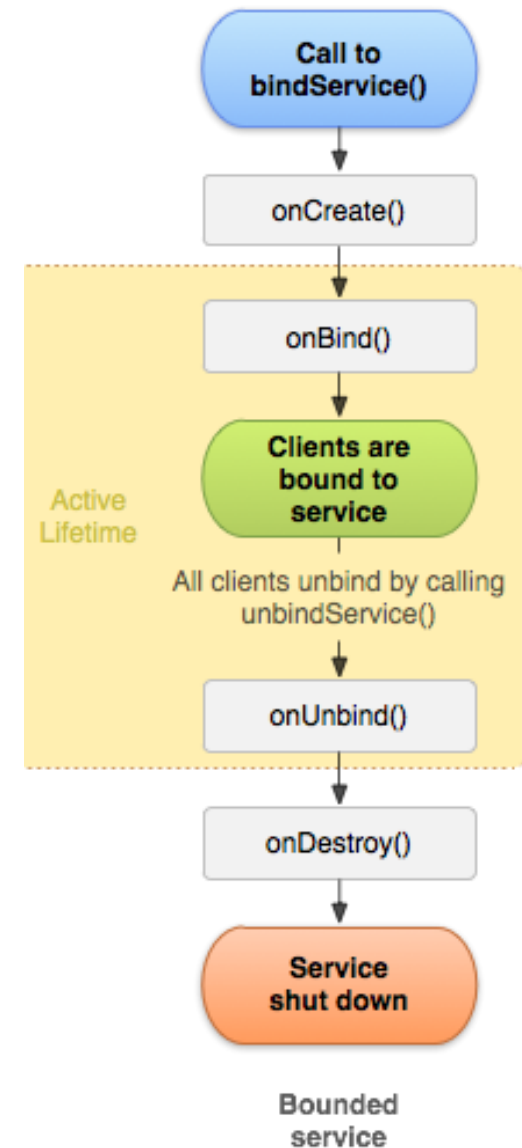 Call to
bindService()
onCreate()
onBind()
Clients are
bound to
service
Active
Lifetime
All clients unbind by calling
unbindService()
onUnbind()
onDestroy()
Service
shut down
Bounded
service